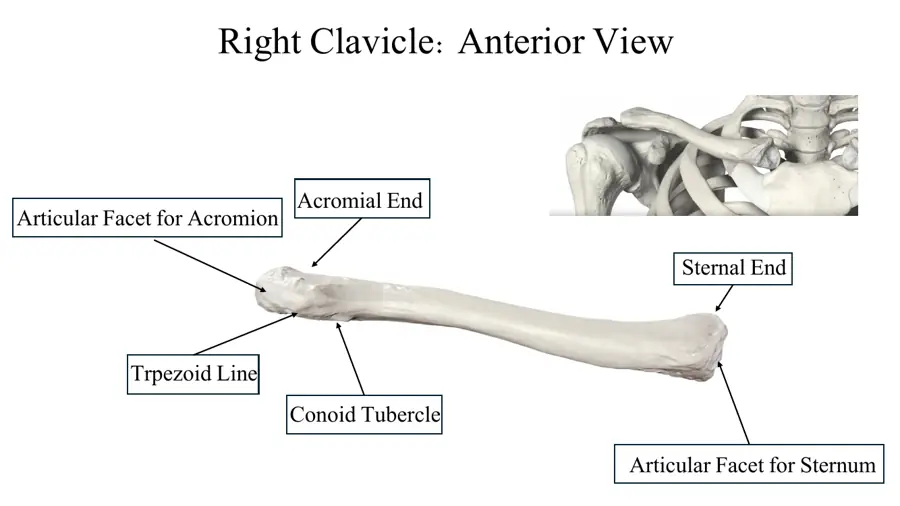 Right Clavicle: Anterior View
Acromial End
Articular Facet for Acromion
Sternal End
Trpezoid Line
Conoid Tubercle
Articular Facet for Sternum